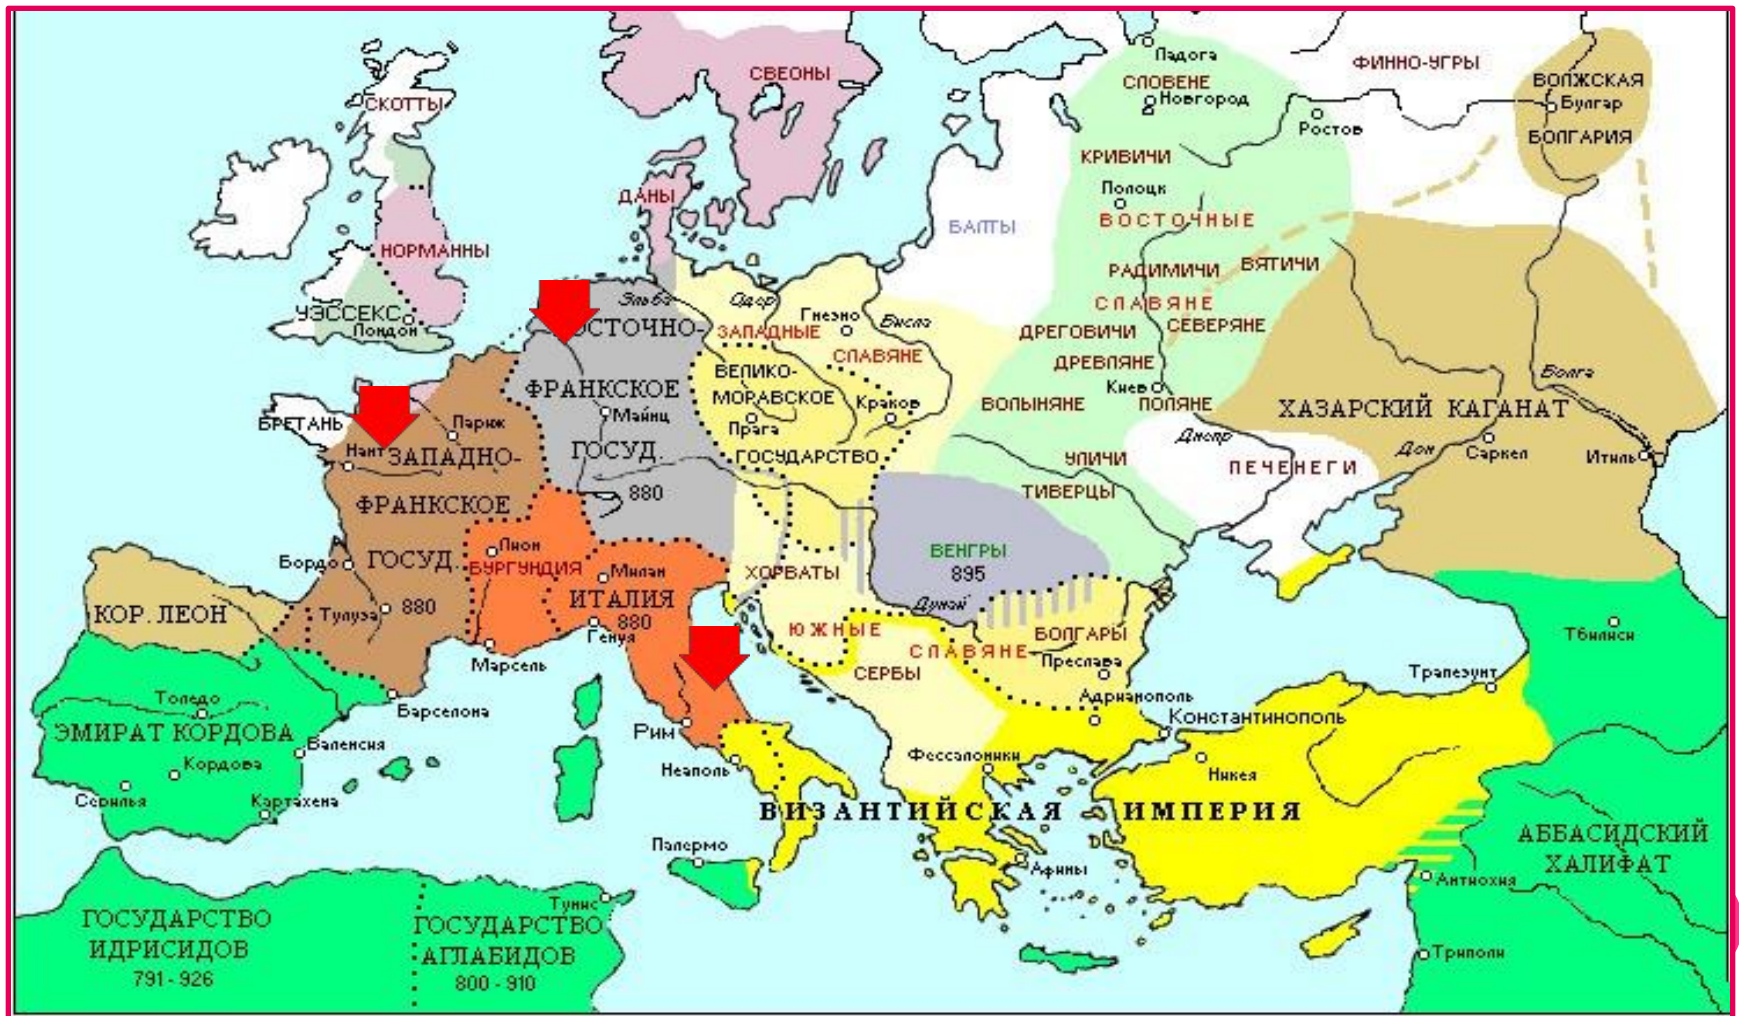 СВЕОНЫ
Ладога
СЛОВЕНЕ
Новгород
ФИННО-УГРЫ
ВОЛЖСКАЯ
Булгар
БОЛГАРИЯ
Ростов
СКОТТЫ
КРИВИЧИ
Полоцк
ДАНЫ
ВОСТОЧНЫЕ
БАЛТЫ
НОРМАННЫ
РАДИМИЧИ
ВЯТИЧИ
СЛАВЯНЕ
СЕВЕРЯНЕ
УЭССЕКС
Лондон
Эльба
Одер
Гнезно
Висла
ОСТОЧНО-
ФРАНКСКОЕ
Майнц
ГОСУД.
880
ЗАПАДНЫЕ
СЛАВЯНЕ
ДРЕГОВИЧИ
ДРЕВЛЯНЕ
Киев
ПОЛЯНЕ
ВОЛЫНЯНЕ
ВЕЛИКО-
МОРАВСКОЕ
Прага
Краков
ГОСУДАРСТВО
Волга
ХАЗАРСКИЙ КАГАНАТ
Дон
Саркел
Итиль
Днепр
ПЕЧЕНЕГИ
УЛИЧИ
ТИВЕРЦЫ
БРЕТАНЬ
Париж
Нант
ЗАПАДНО-
ФРАНКСКОЕ
ГОСУД.
Бордо
Тулуза
880
Лион
БУРГУНДИЯ
Милан
ИТАЛИЯ
880
Генуя
Марсель
ХОРВАТЫ
ВЕНГРЫ
895
Дунай
ЮЖНЫЕ
СЛАВЯНЕ
СЕРБЫ
БОЛГАРЫ
Преслава
Адрианополь
Константинополь
Трапезунт
Тбилиси
КОР. ЛЕОН
Толедо
ЭМИРАТ КОРДОВА
Барселона
Валенсия
Кордова
Севилья
Картахена
Рим
Неаполь
Фессалоники
Никея
ВИЗАНТИЙСКАЯ ИМПЕРИЯ
Палермо
Афины
АББАСИДСКИЙ
ХАЛИФАТ
Антиохия
Триполи
Тунис
ГОСУДАРСТВО
ИДРИСИДОВ
791 - 926
ГОСУДАРСТВО
АГЛАБИДОВ
800 - 910